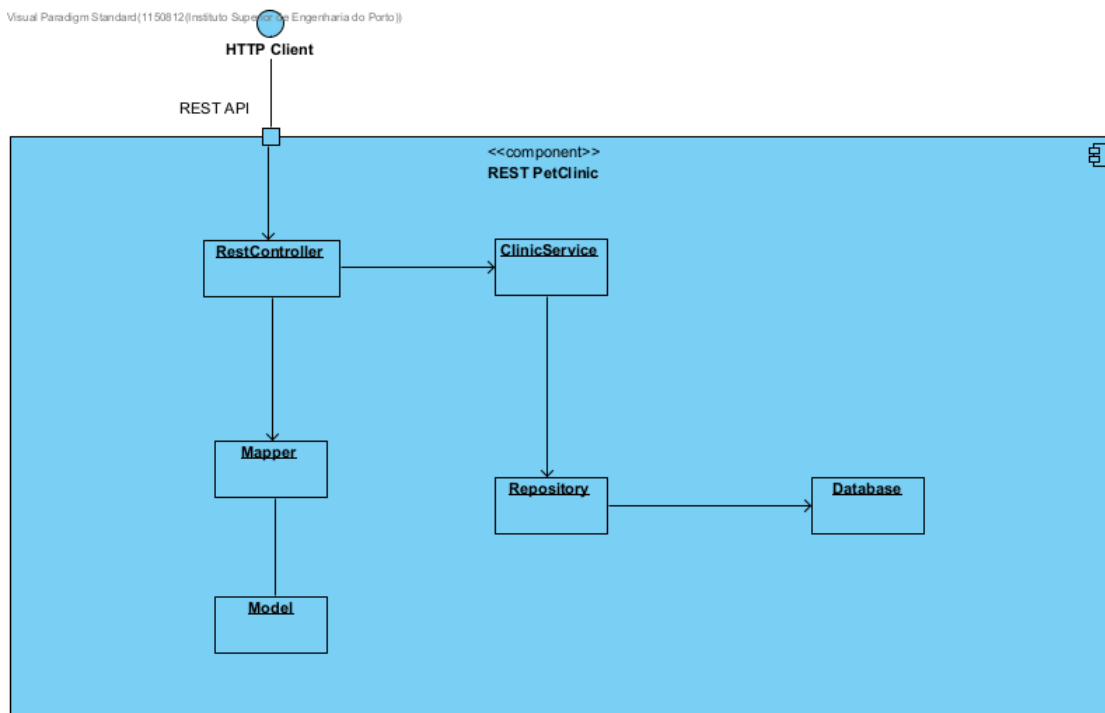 Visual Paradigm Standard(1150812(Instituto Superior de Engenharia do Porto))
HTTP Client
REST API
<<component>>
REST PetClinic
RestController
ClinicService
Mapper
Repository
Database
Model